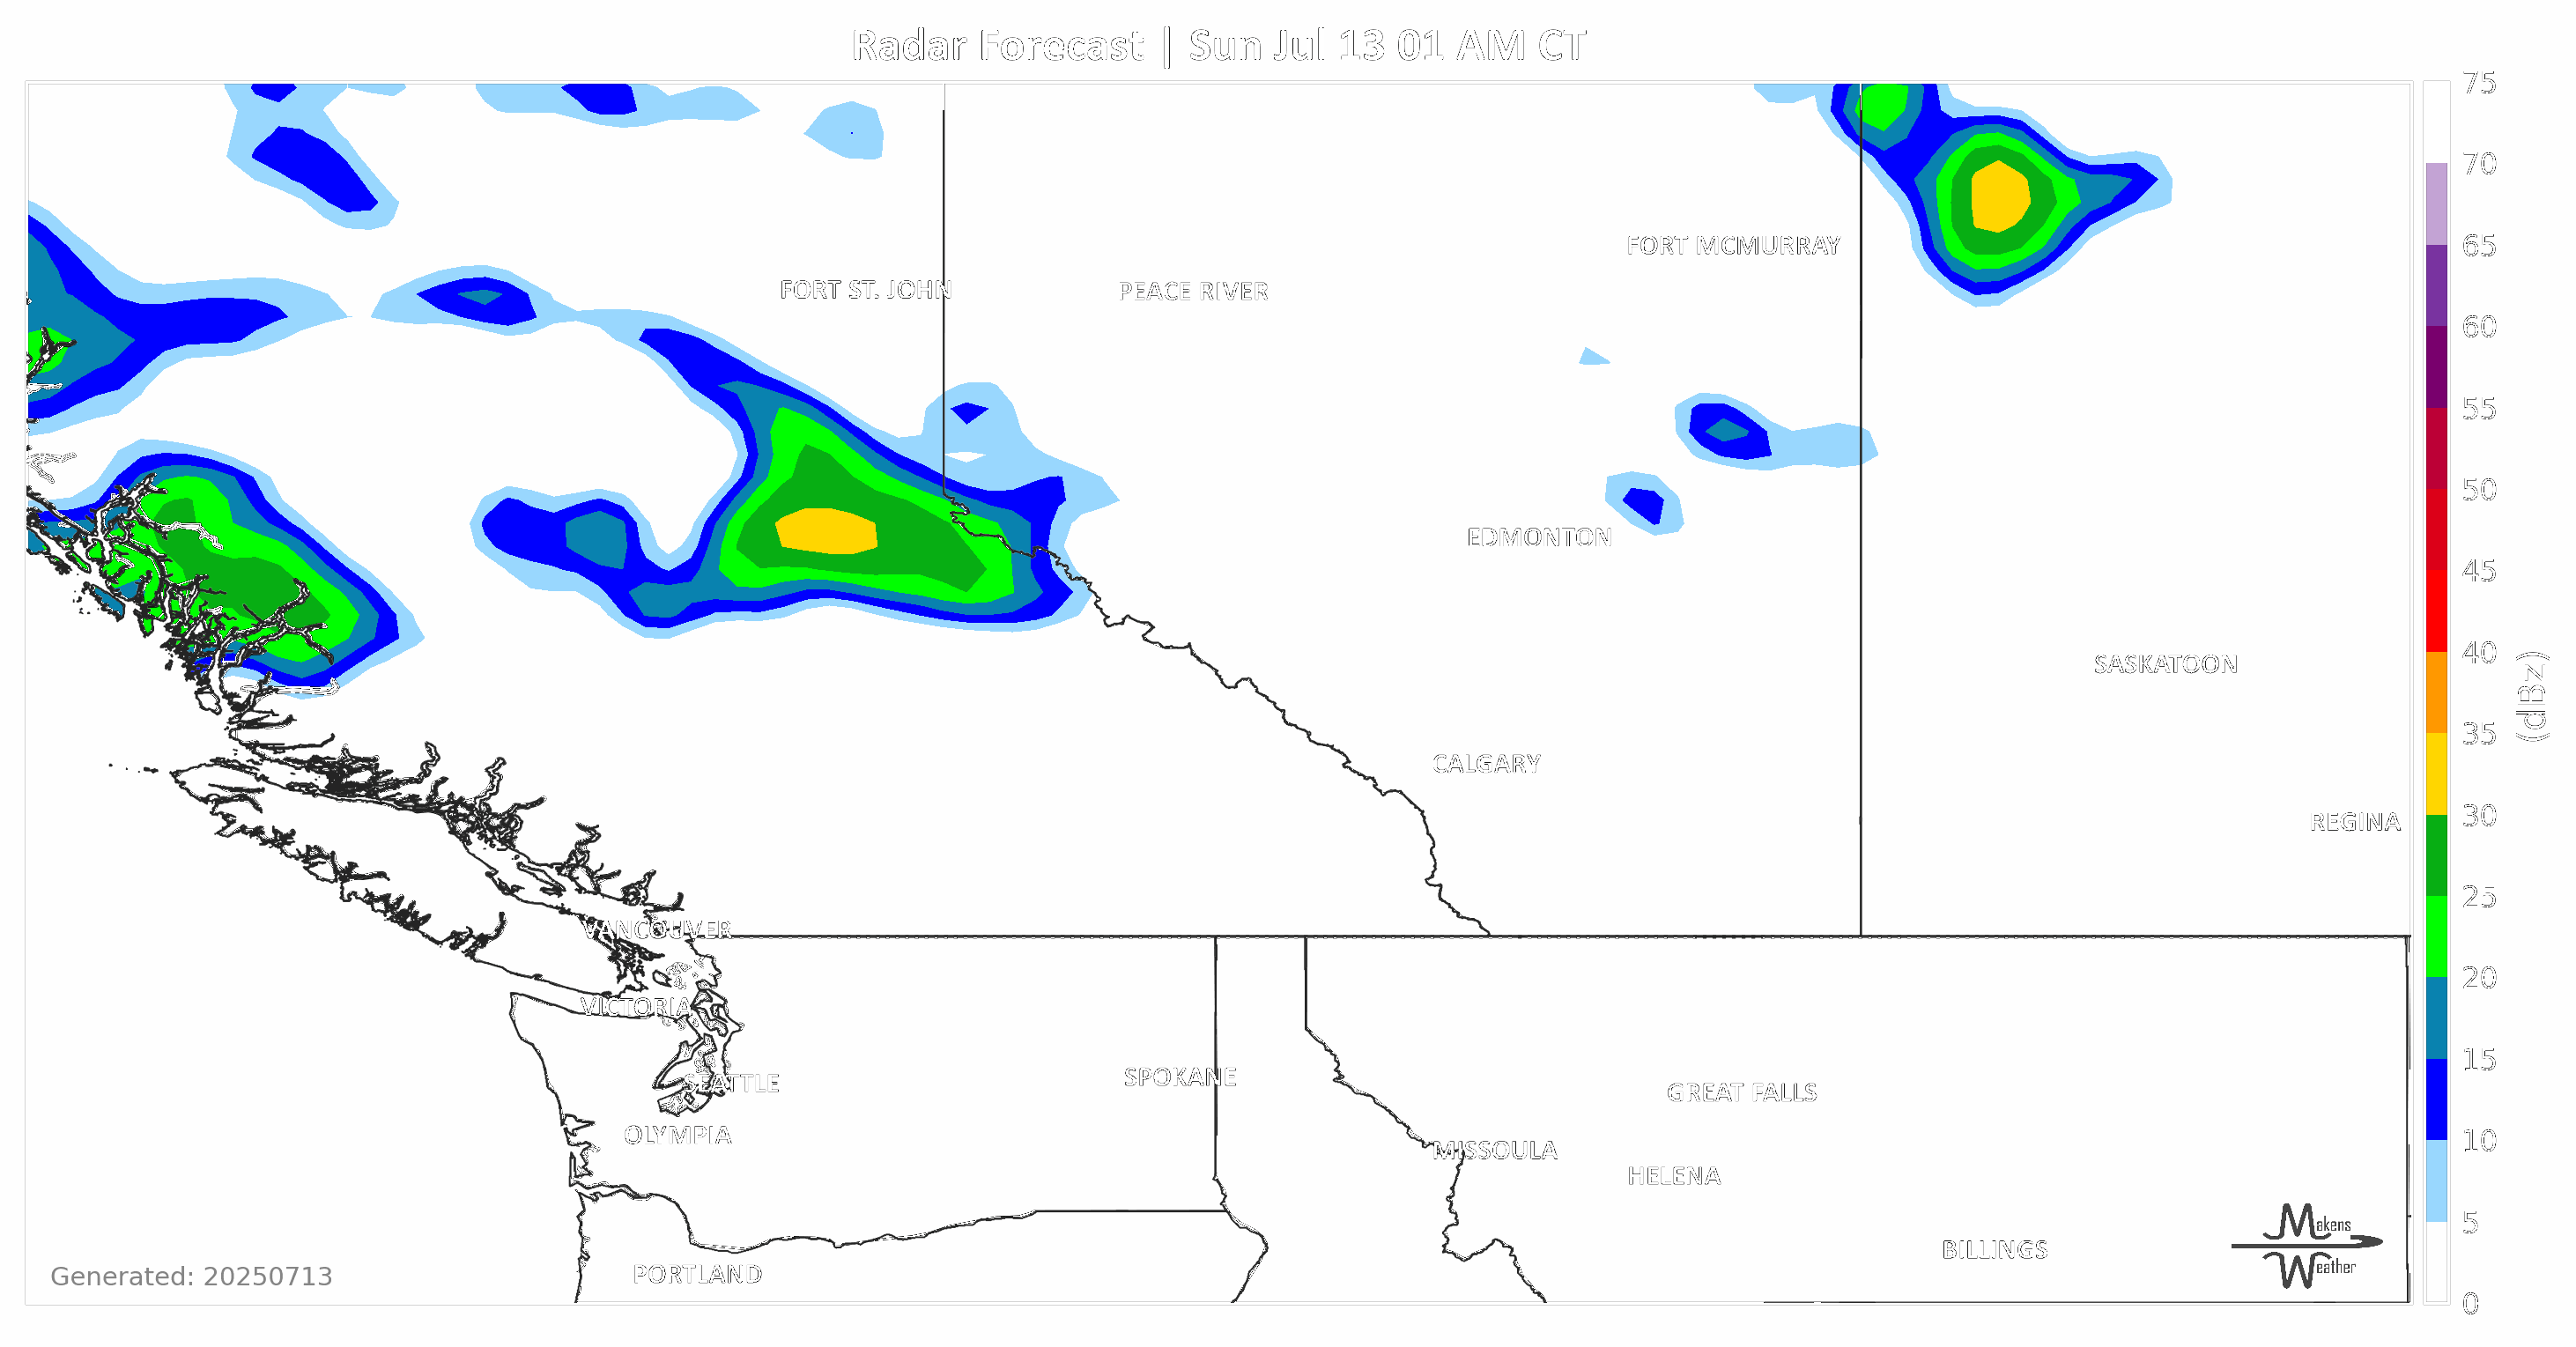 Radar Forecast | Sun Jul 13 01 AM CT
75
70
FORT MCMURRAY
65
FORT ST. JOHN
PEACE RIVER
60
55
50
EDMONTON
45
40
SASKATOON
(dBz)
35
CALGARY
30
REGINA
25
VANCOUVER
20
VICTORIA
15
SEATTLE
SPOKANE
GREAT FALLS
10
OLYMPIA
MISSOULA
HELENA
5
Makens
Weather
BILLINGS
PORTLAND
Generated: 20250713
0